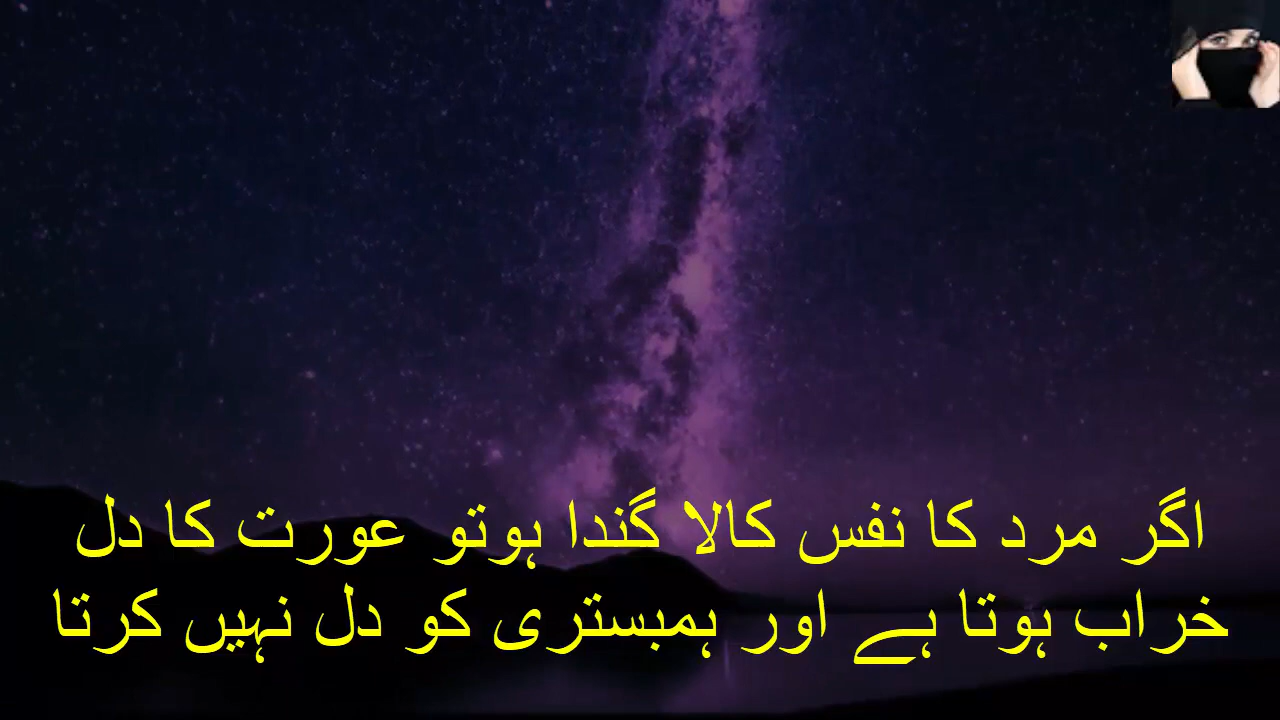 اگر مرد کا نفس کالا گندا ہوتو عورت کا دل
خراب ہوتا ہے اور ہمبستری کو دل نہیں کرتا